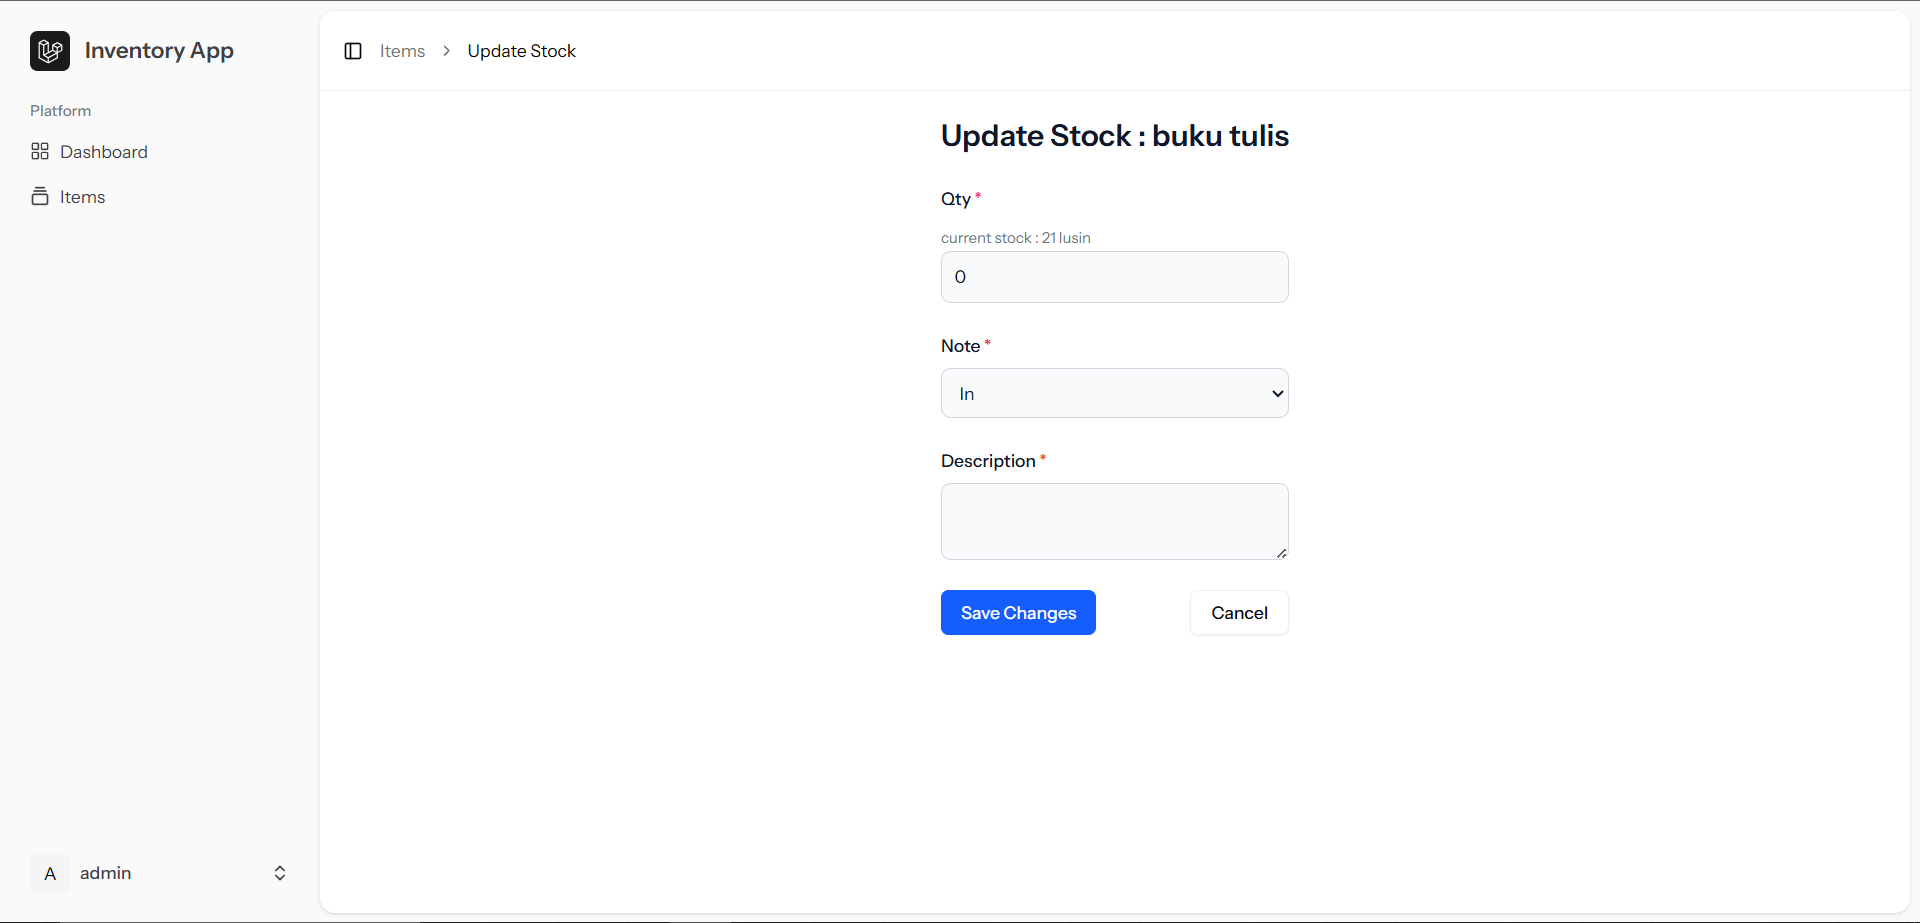 Inventory App
Platform
Dashboard
Items
A admin
Items > Update Stock
Update Stock : buku tulis
Qty *
current stock : 21 lusin
0
Note *
In
Description *
Save Changes
Cancel